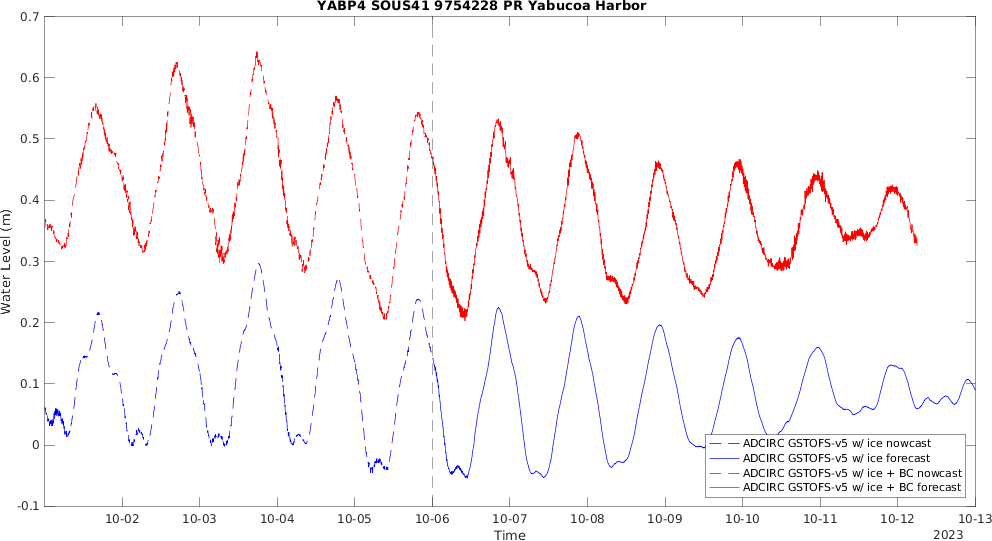 YABP4 SOUS41 9754228 PR Yabucoa Harbor
0.7
0.6
0.5
0.4
0.3
0.2
0.1
0
-0.1
Water Level (m)
10-02 10-03 10-04 10-05 10-06 10-07 10-08 10-09 10-10 10-11 10-12 10-13
Time
2023
ADCIRC GSTOFS-v5 w/ ice nowcast
ADCIRC GSTOFS-v5 w/ ice forecast
ADCIRC GSTOFS-v5 w/ ice + BC nowcast
ADCIRC GSTOFS-v5 w/ ice + BC forecast